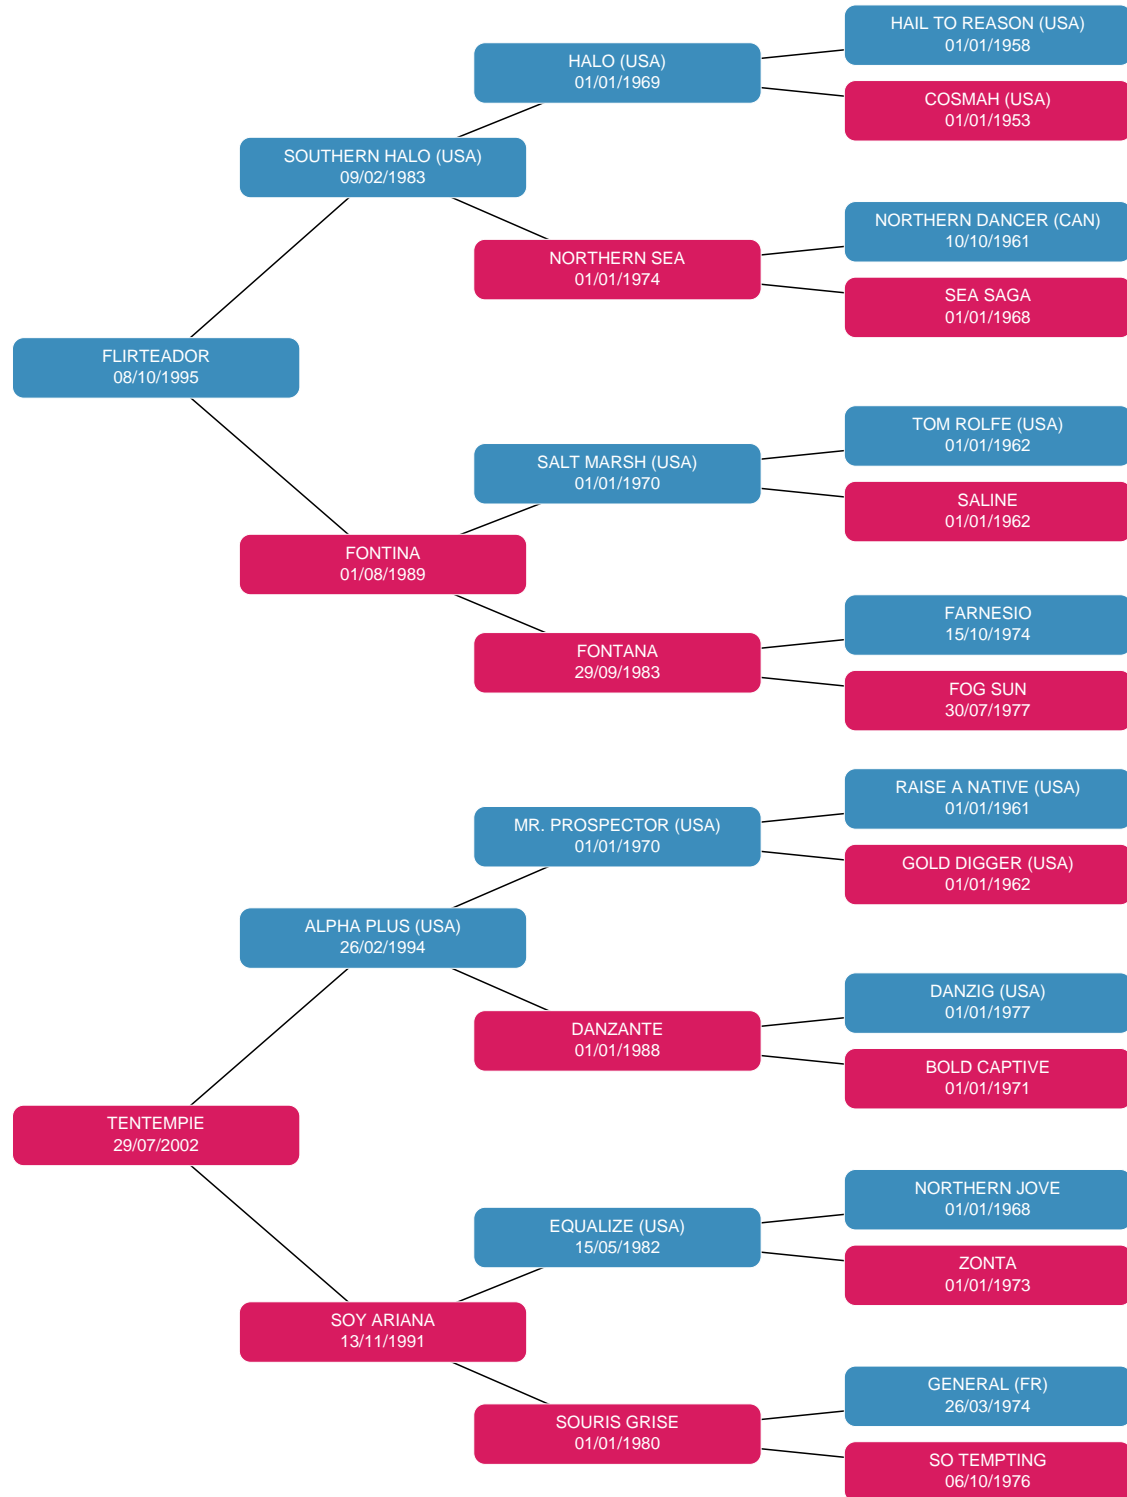 HAIL TO REASON (USA)
01/01/1958
HALO (USA)
01/01/1969
COSMAH (USA)
01/01/1953
SOUTHERN HALO (USA)
09/02/1983
NORTHERN DANCER (CAN)
10/10/1961
NORTHERN SEA
01/01/1974
SEA SAGA
01/01/1968
FLIRTEADOR
08/10/1995
TOM ROLFE (USA)
01/01/1962
SALT MARSH (USA)
01/01/1970
SALINE
01/01/1962
FONTINA
01/08/1989
FARNESIO
15/10/1974
FONTANA
29/09/1983
FOG SUN
30/07/1977
RAISE A NATIVE (USA)
01/01/1961
MR. PROSPECTOR (USA)
01/01/1970
GOLD DIGGER (USA)
01/01/1962
ALPHA PLUS (USA)
26/02/1994
DANZIG (USA)
01/01/1977
DANZANTE
01/01/1988
BOLD CAPTIVE
01/01/1971
TENTEMPIE
29/07/2002
NORTHERN JOVE
01/01/1968
EQUALIZE (USA)
15/05/1982
ZONTA
01/01/1973
SOY ARIANA
13/11/1991
GENERAL (FR)
26/03/1974
SOURIS GRISE
01/01/1980
SO TEMPTING
06/10/1976